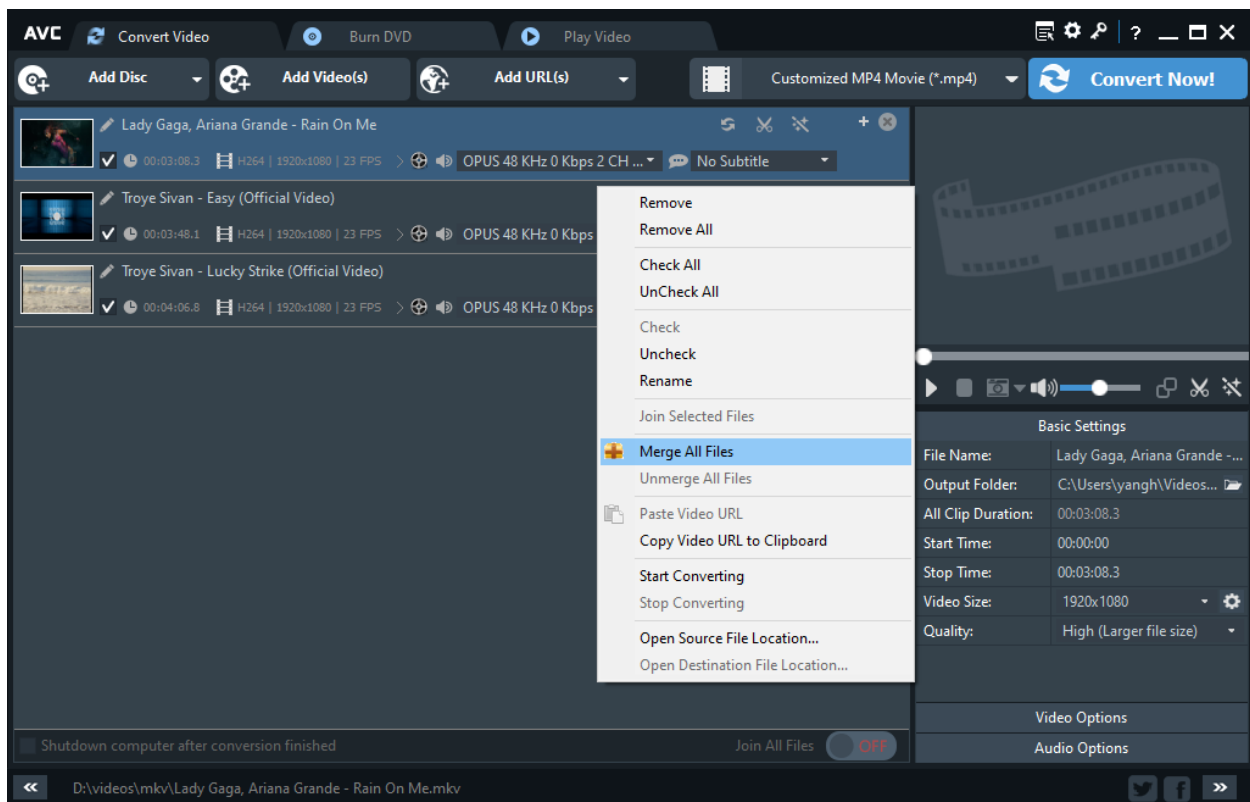 AVC Convert Video Burn DVD Play Video ?
Add Disc Add Video(s) Add URL(s) Customized MP4 Movie (*.mp4) Convert Now!
Lady Gaga, Ariana Grande - Rain On Me
00:03:08.3 H264 | 1920x1080 | 23 FPS OPUS 48 KHz 0 Kbps 2 CH ... No Subtitle
Troye Sivan - Easy (Official Video)
00:03:48.1 H264 | 1920x1080 | 23 FPS OPUS 48 KHz 0 Kbps
Troye Sivan - Lucky Strike (Official Video)
00:04:06.8 H264 | 1920x1080 | 23 FPS OPUS 48 KHz 0 Kbps
Remove
Remove All
Check All
UnCheck All
Check
Uncheck
Rename
Join Selected Files
Merge All Files
Unmerge All Files
Paste Video URL
Copy Video URL to Clipboard
Start Converting
Stop Converting
Open Source File Location...
Open Destination File Location...
Basic Settings
File Name: Lady Gaga, Ariana Grande -...
Output Folder: C:\Users\yangh\Videos...
All Clip Duration: 00:03:08.3
Start Time: 00:00:00
Stop Time: 00:03:08.3
Video Size: 1920x1080
Quality: High (Larger file size)
Video Options
Audio Options
Shutdown computer after conversion finished Join All Files OFF
D:\videos\mkv\Lady Gaga, Ariana Grande - Rain On Me.mkv